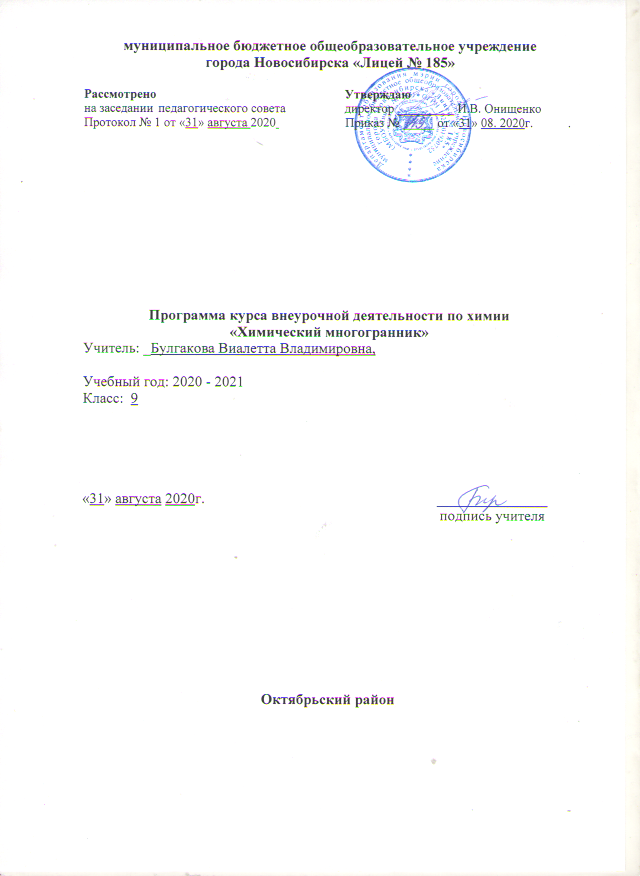 муниципальное бюджетное общеобразовательное учреждение
города Новосибирска «Лицей № 185»
Рассмотрено
на заседании педагогического совета
Протокол № 1 от «31» августа 2020
Утверждаю
директор И.В. Онищенко
Приказ № от «31» 08. 2020г.
Программа курса внеурочной деятельности по химии
«Химический многогранник»
Учитель: Булгакова Виалетта Владимировна,
Учебный год: 2020 - 2021
Класс: 9
«31» августа 2020г.
подпись учителя
Октябрьский район